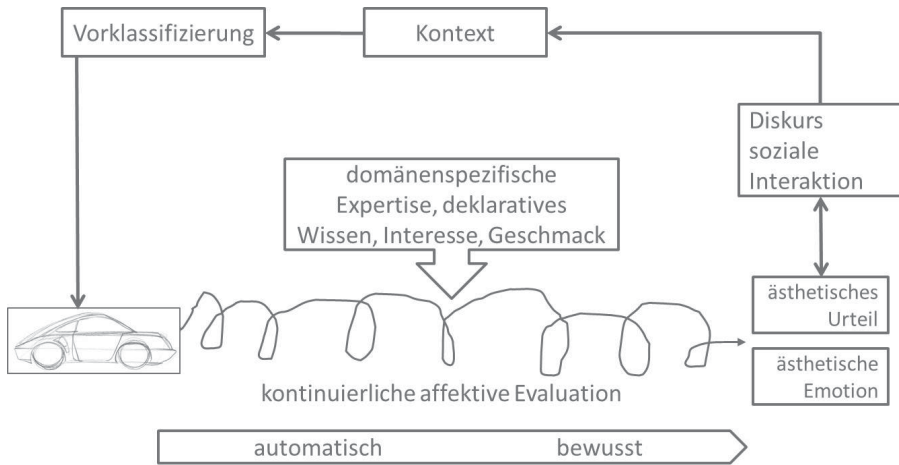 Vorklassifizierung
Kontext
Diskurs
soziale
Interaktion
domänenspezifische
Expertise, deklaratives
Wissen, Interesse, Geschmack
ästhetisches
Urteil
ästhetische
Emotion
kontinuierliche affektive Evaluation
automatisch bewusst